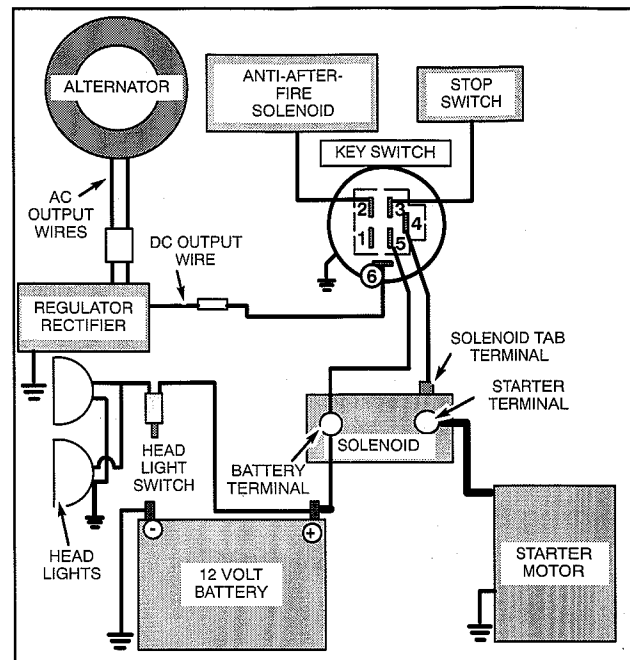 ALTERNATOR
ANTI-AFTER-
FIRE
SOLENOID
STOP
SWITCH
KEY SWITCH
AC
OUTPUT
WIRES
DC OUTPUT
WIRE
2
3
4
1
5
6
REGULATOR
RECTIFIER
SOLENOID TAB
TERMINAL
STARTER
TERMINAL
SOLENOID
BATTERY
TERMINAL
HEAD
LIGHT
SWITCH
HEAD
LIGHTS
-
+
12 VOLT
BATTERY
STARTER
MOTOR